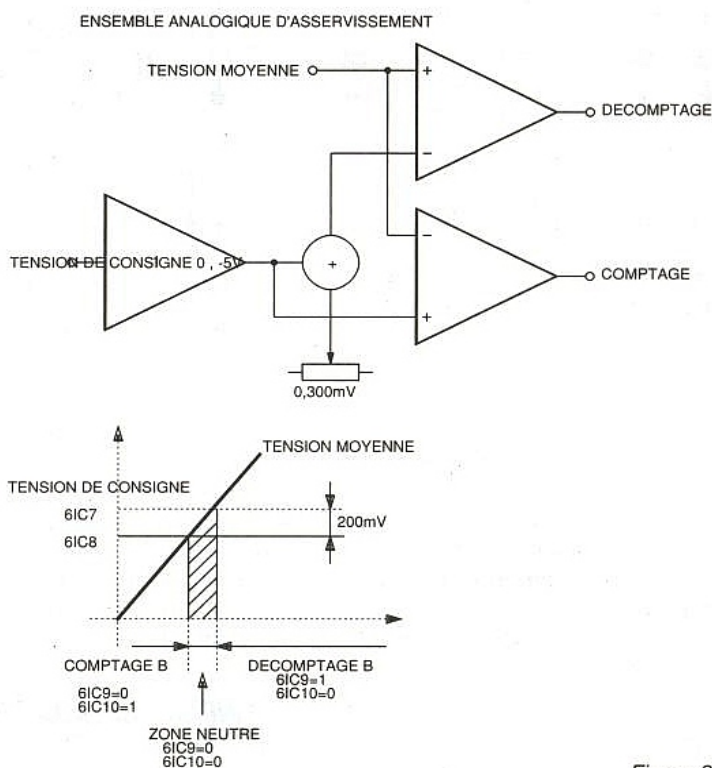 ENSEMBLE ANALOGIQUE D'ASSERVISSEMENT
TENSION MOYENNE
+
DECOMPTAGE
−
−
TENSION DE CONSIGNE 0 , -5V
+
COMPTAGE
+
0,300mV
TENSION MOYENNE
TENSION DE CONSIGNE
6IC7
200mV
6IC8
COMPTAGE B
DECOMPTAGE B
6IC9=1
6IC9=0
6IC10=0
6IC10=1
ZONE NEUTRE
6IC9=0
6IC10=0